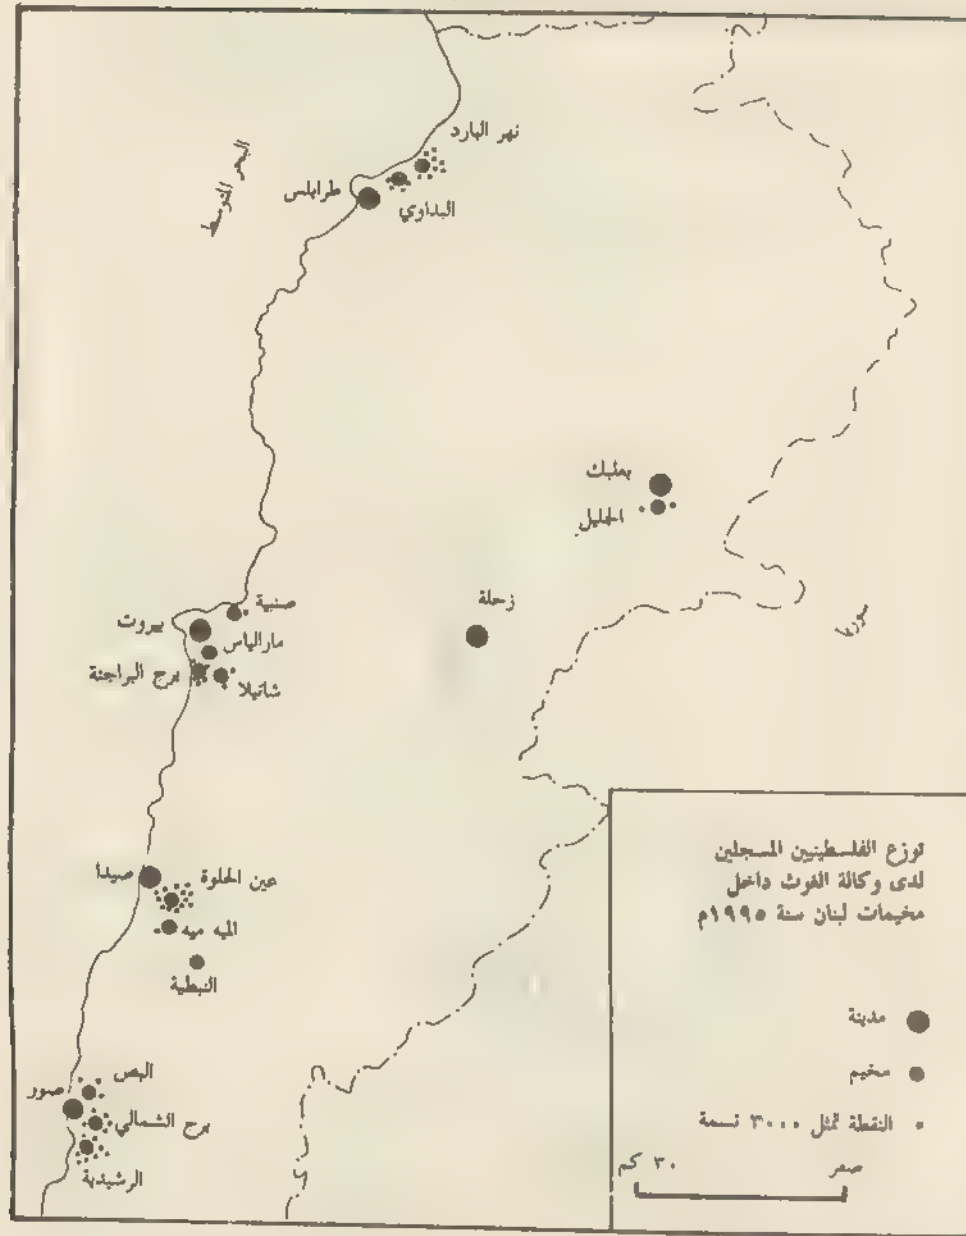 نهر البارد
البحر المتوسط
طرابلس
البداوي
بعلبك
الجليل
زحلة
ضبية
بيروت
مارالياس
برج البراجنة
شاتيلا
سوريا
صيدا
عين الحلوة
الميه ميه
النبطية
البص
صور
برج الشمالي
الرشيدية
توزع الفلسطينيين المسجلين
لدى وكالة الغوث داخل
مخيمات لبنان سنة ١٩٩٥م
مدينة
مخيم
النقطة تمثل ٣٠٠٠ نسمة
صفر ٣٠ كم